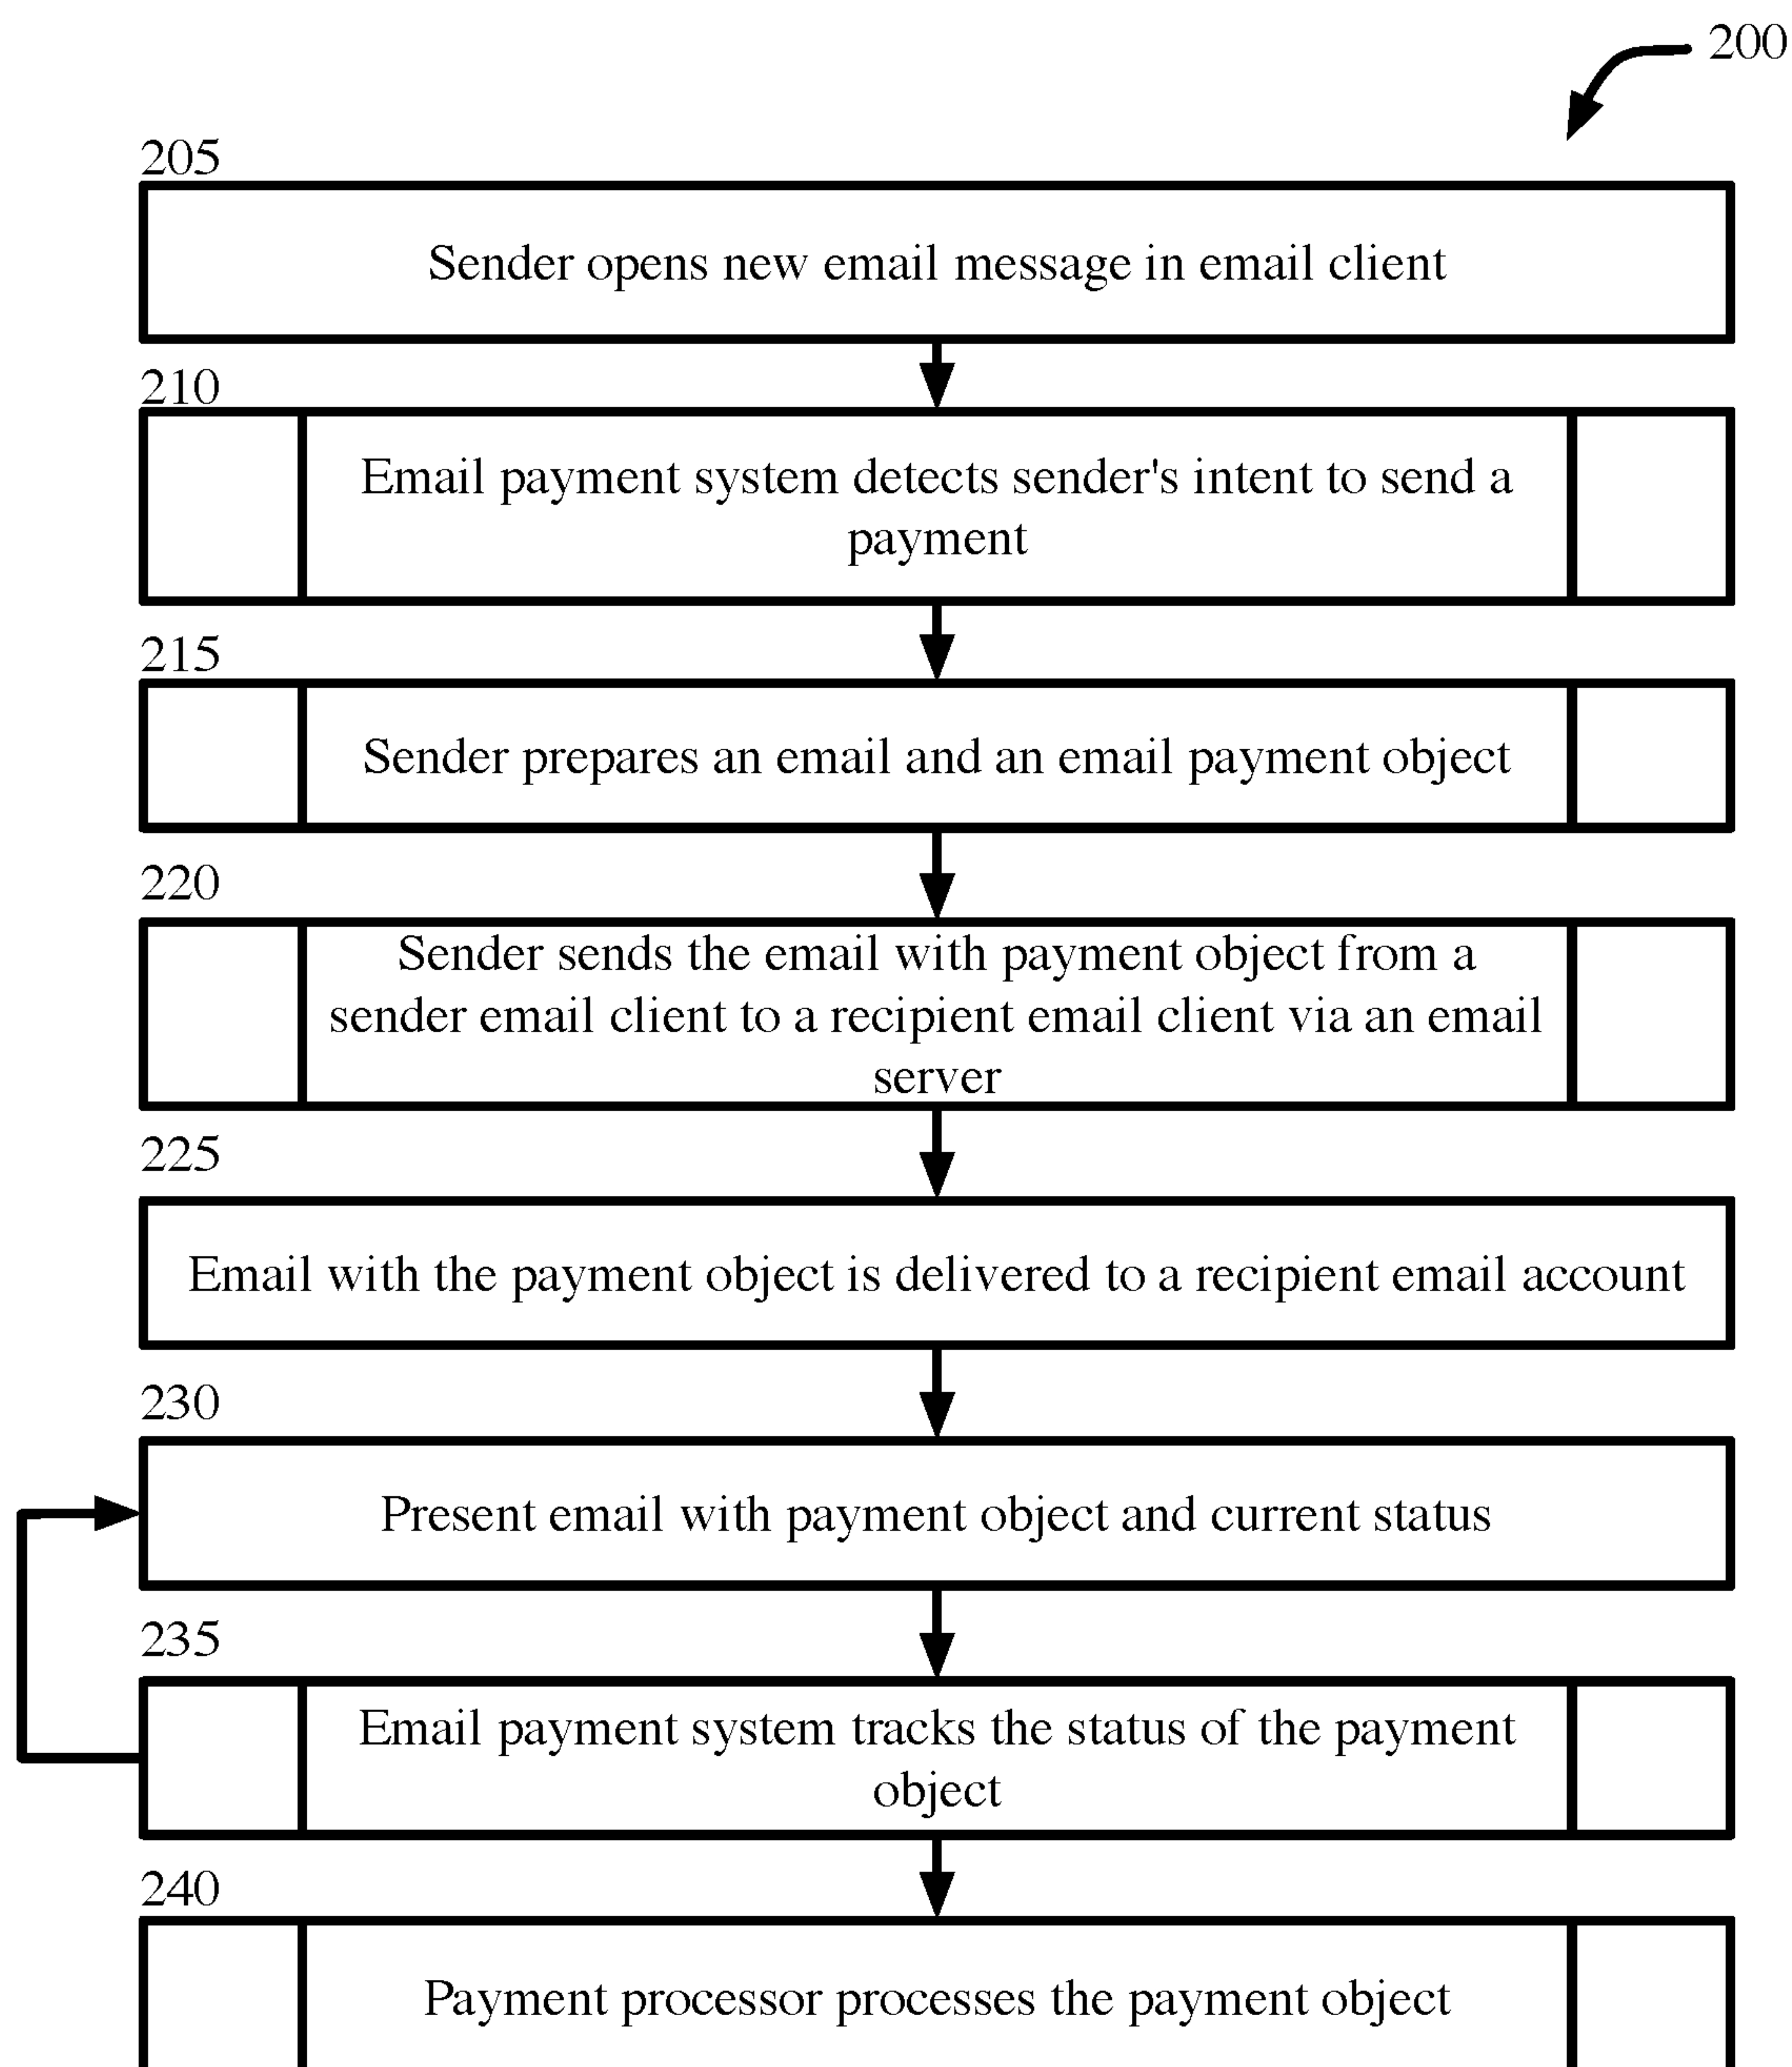 200
205
Sender opens new email message in email client
210
Email payment system detects sender's intent to send a
payment
215
Sender prepares an email and an email payment object
220
Sender sends the email with payment object from a
sender email client to a recipient email client via an email
server
225
Email with the payment object is delivered to a recipient email account
230
Present email with payment object and current status
235
Email payment system tracks the status of the payment
object
240
Payment processor processes the payment object